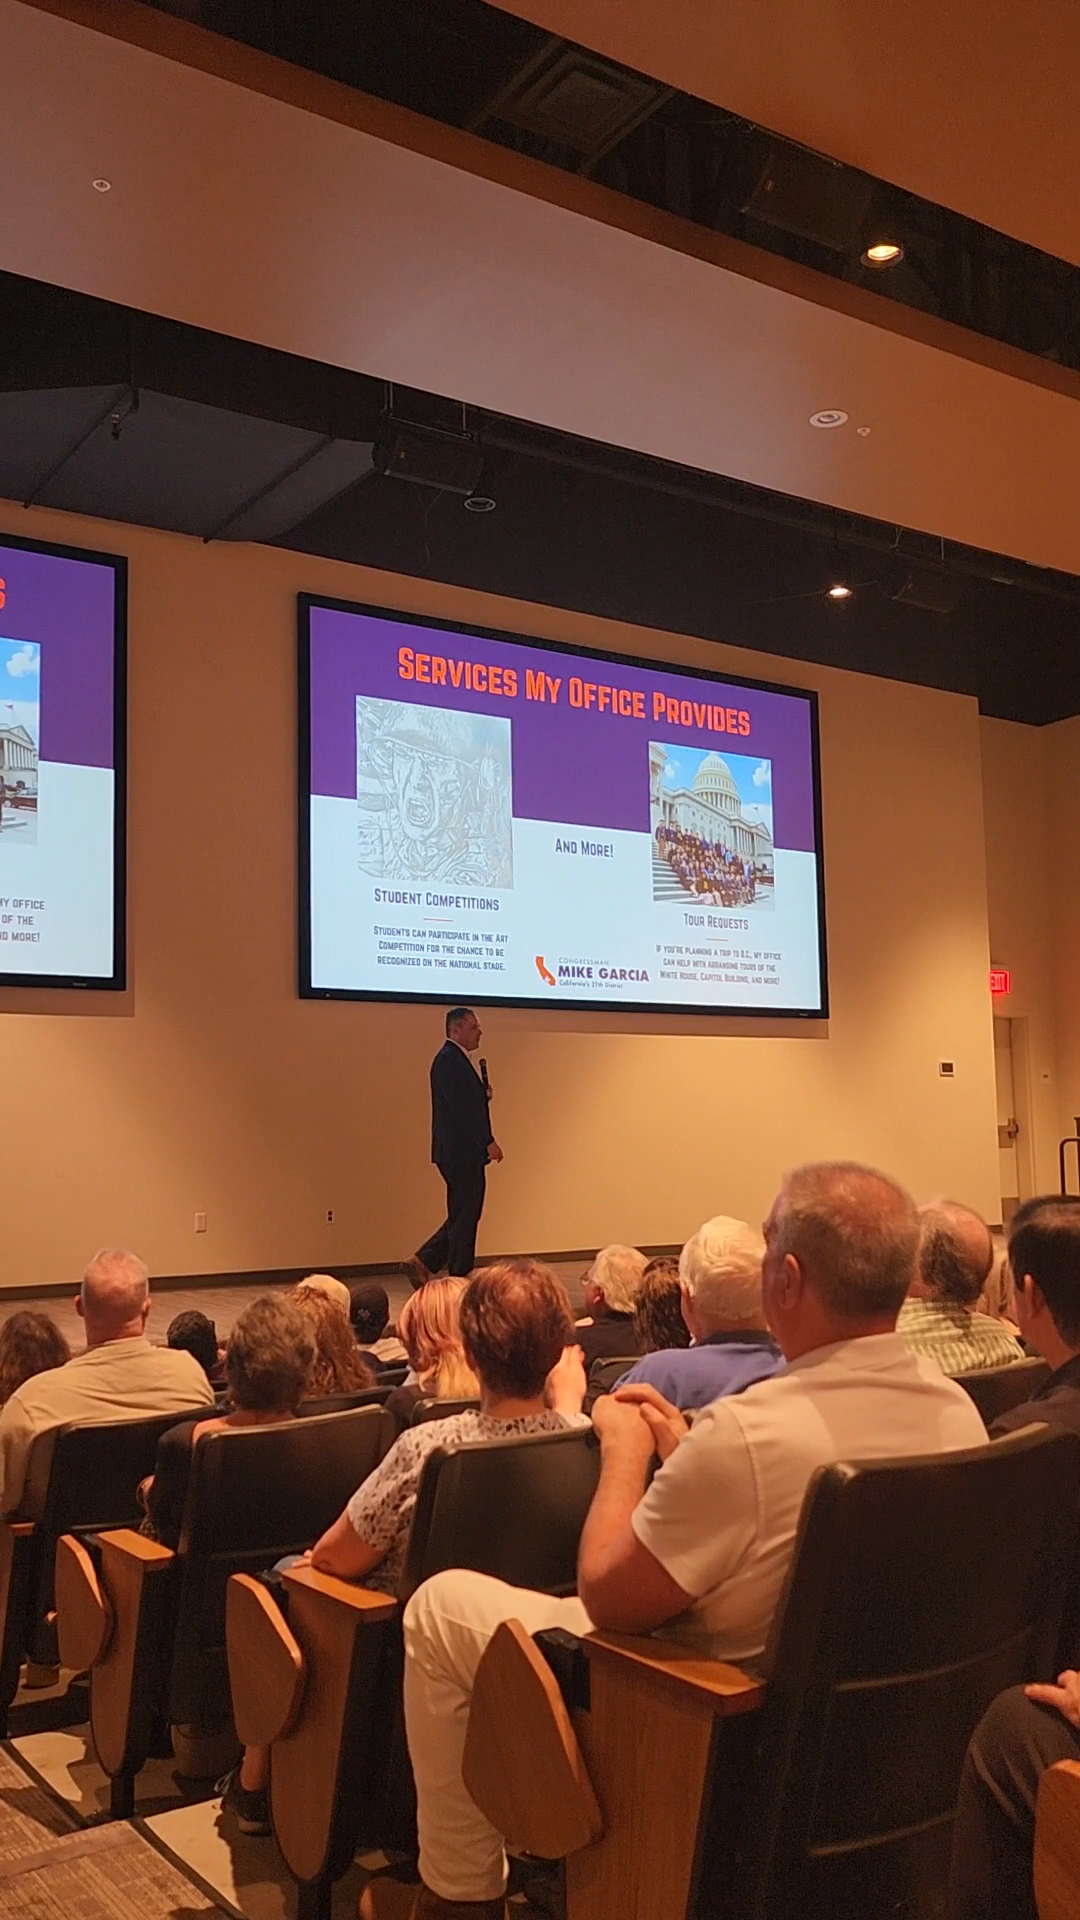 S
MY OFFICE
OF THE
ND MORE!
SERVICES MY OFFICE PROVIDES
AND MORE!
STUDENT COMPETITIONS
STUDENTS CAN PARTICIPATE IN THE ART
COMPETITION FOR THE CHANCE TO BE
RECOGNIZED ON THE NATIONAL STAGE.
CONGRESSMAN
MIKE GARCIA
California's 27th District
TOUR REQUESTS
IF YOU'RE PLANNING A TRIP TO D.C., MY OFFICE
CAN HELP WITH ARRANGING TOURS OF THE
WHITE HOUSE, CAPITOL BUILDING, AND MORE!
EXIT